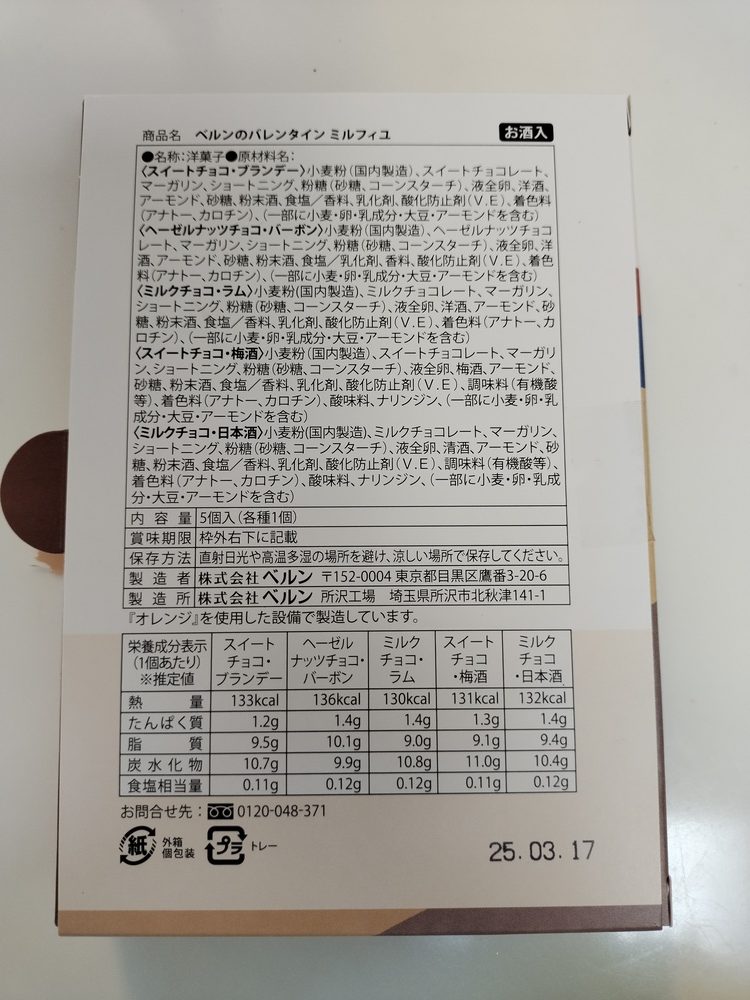 商品名 ベルンのバレンタイン ミルフィユ お酒入
●名称:洋菓子●原材料名:
〈スイートチョコ・ブランデー〉小麦粉(国内製造)、スイートチョコレート、
マーガリン、ショートニング、粉糖(砂糖、コーンスターチ)、液全卵、洋酒、
アーモンド、砂糖、粉末酒、食塩/香料、乳化剤、酸化防止剤(V.E)、着色料
(アナトー、カロチン)、(一部に小麦・卵・乳成分・大豆・アーモンドを含む)
〈ヘーゼルナッツチョコ・バーボン〉小麦粉(国内製造)、ヘーゼルナッツチョコ
レート、マーガリン、ショートニング、粉糖(砂糖、コーンスターチ)、液全卵、洋
酒、アーモンド、砂糖、粉末酒、食塩/乳化剤、香料、酸化防止剤(V.E)、着色
料(アナトー、カロチン)、(一部に小麦・卵・乳成分・大豆・アーモンドを含む)
〈ミルクチョコ・ラム〉小麦粉(国内製造)、ミルクチョコレート、マーガリン、
ショートニング、粉糖(砂糖、コーンスターチ)、液全卵、洋酒、アーモンド、砂
糖、粉末酒、食塩/香料、乳化剤、酸化防止剤(V.E)、着色料(アナトー、カ
ロチン)、(一部に小麦・卵・乳成分・大豆・アーモンドを含む)
〈スイートチョコ・梅酒〉小麦粉(国内製造)、スイートチョコレート、マーガリ
ン、ショートニング、粉糖(砂糖、コーンスターチ)、液全卵、梅酒、アーモンド、
砂糖、粉末酒、食塩/香料、乳化剤、酸化防止剤(V.E)、調味料(有機酸
等)、着色料(アナトー、カロチン)、酸味料、ナリンジン、(一部に小麦・卵・乳
成分・大豆・アーモンドを含む)
〈ミルクチョコ・日本酒〉小麦粉(国内製造)、ミルクチョコレート、マーガリン、
ショートニング、粉糖(砂糖、コーンスターチ)、液全卵、清酒、アーモンド、砂
糖、粉末酒、食塩/香料、乳化剤、酸化防止剤(V.E)、調味料(有機酸等)、
着色料(アナトー、カロチン)、酸味料、ナリンジン、(一部に小麦・卵・乳成
分・大豆・アーモンドを含む)
内容量 5個入(各種1個)
賞味期限 枠外右下に記載
保存方法 直射日光や高温多湿の場所を避け、涼しい場所で保存してください。
製造者 株式会社ベルン 〒152-0004 東京都目黒区鷹番3-20-6
製造所 株式会社ベルン 所沢工場 埼玉県所沢市北秋津141-1
『オレンジ』を使用した設備で製造しています。
栄養成分表示 スイート ヘーゼル ミルク スイート ミルク
(1個あたり) チョコ・ ナッツチョコ・ チョコ・ チョコ チョコ
※推定値 ブランデー バーボン ラム ・梅酒 ・日本酒
熱量 133kcal 136kcal 130kcal 131kcal 132kcal
たんぱく質 1.2g 1.4g 1.4g 1.3g 1.4g
脂質 9.5g 10.1g 9.0g 9.1g 9.4g
炭水化物 10.7g 9.9g 10.8g 11.0g 10.4g
食塩相当量 0.11g 0.12g 0.12g 0.11g 0.12g
お問合せ先: 0120-048-371
紙 外箱 プラ トレー
個包装
25.03.17